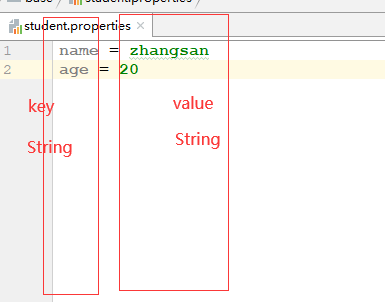 base
student.properties
student.properties ×
1 name = zhangsan
2 age = 20
key
value
String
String